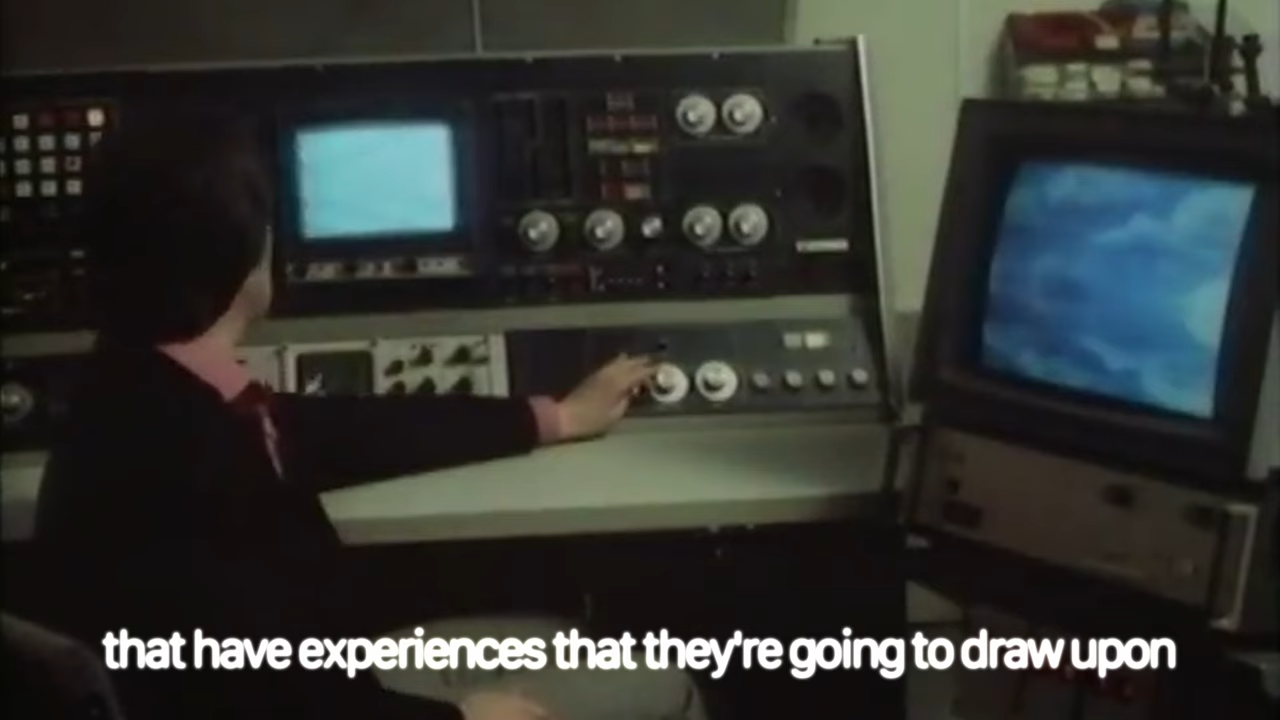 that have experiences that they're going to draw upon